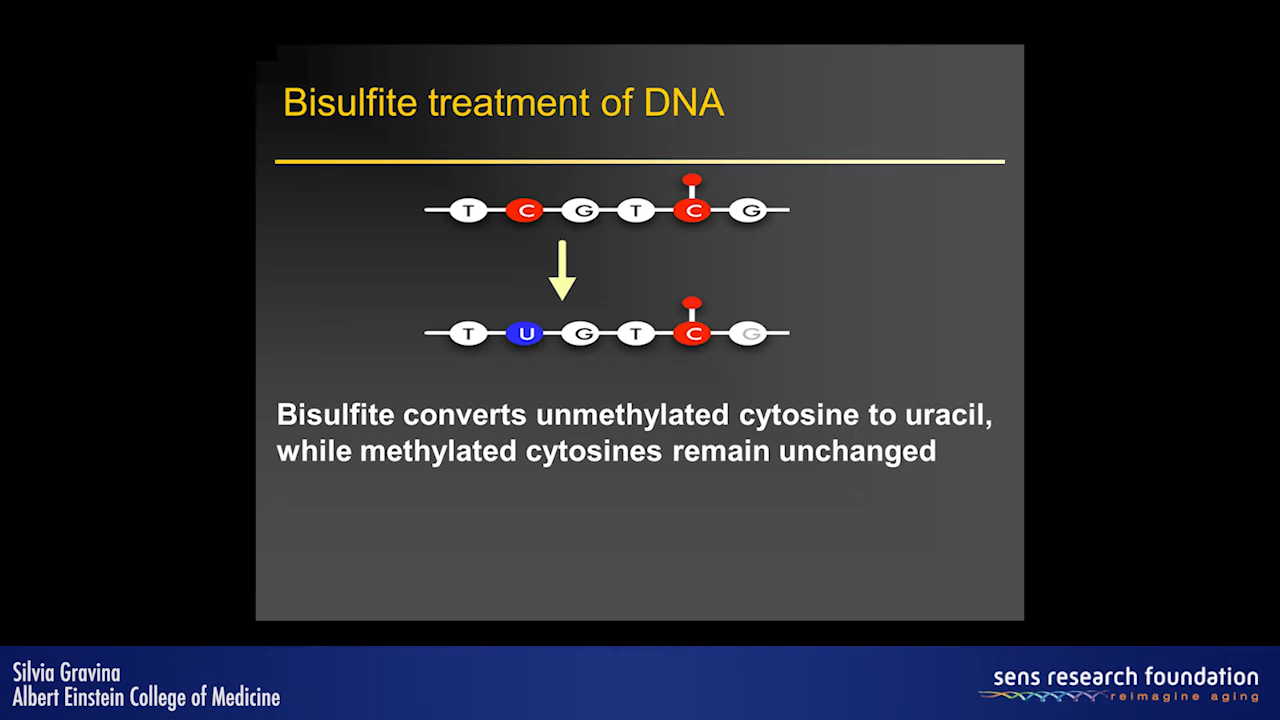 Bisulfite treatment of DNA
T C G T C G
T U G T C G
Bisulfite converts unmethylated cytosine to uracil,
while methylated cytosines remain unchanged
Silvia Gravina
Albert Einstein College of Medicine
sens research foundation
reimagine aging